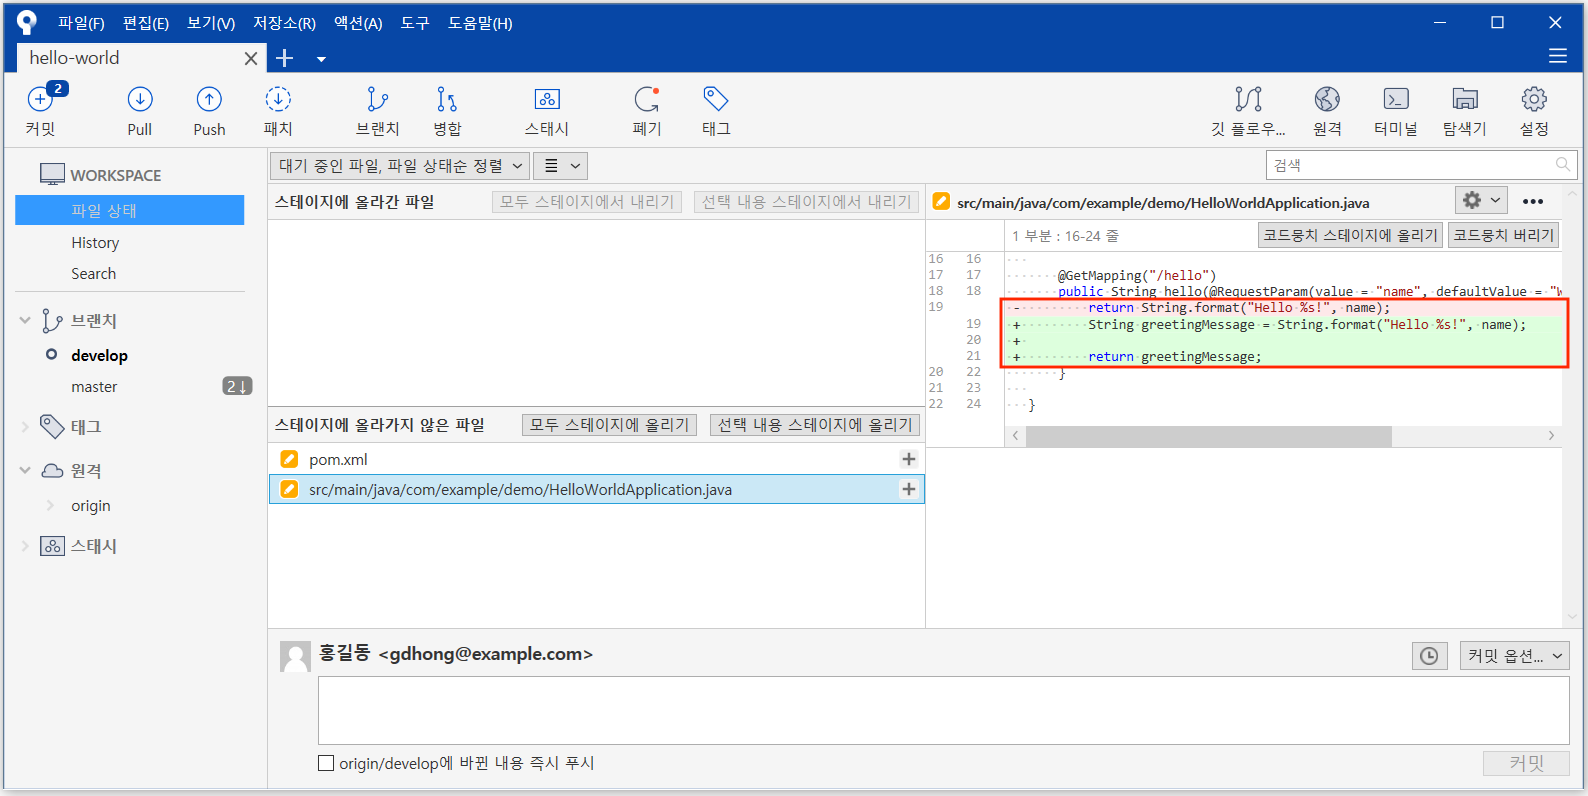 파일(F) 편집(E) 보기(V) 저장소(R) 액션(A) 도구 도움말(H)
hello-world
2
커밋 Pull Push 패치 브랜치 병합 스태시 폐기 태그 깃 플로우... 원격 터미널 탐색기 설정
WORKSPACE
파일 상태
History
Search
브랜치
develop
master 2↓
태그
원격
origin
스태시
대기 중인 파일, 파일 상태순 정렬
검색
스테이지에 올라간 파일 모두 스테이지에서 내리기 선택 내용 스테이지에서 내리기
스테이지에 올라가지 않은 파일 모두 스테이지에 올리기 선택 내용 스테이지에 올리기
pom.xml
src/main/java/com/example/demo/HelloWorldApplication.java
src/main/java/com/example/demo/HelloWorldApplication.java
1 부분 : 16-24 줄 코드뭉치 스테이지에 올리기 코드뭉치 버리기
16 16
17 17 @GetMapping("/hello")
18 18 public String hello(@RequestParam(value = "name", defaultValue = "W
19 - return String.format("Hello %s!", name);
19 + String greetingMessage = String.format("Hello %s!", name);
20 +
21 + return greetingMessage;
20 22 }
21 23
22 24 }
홍길동 <gdhong@example.com>
커밋 옵션...
origin/develop에 바뀐 내용 즉시 푸시
커밋